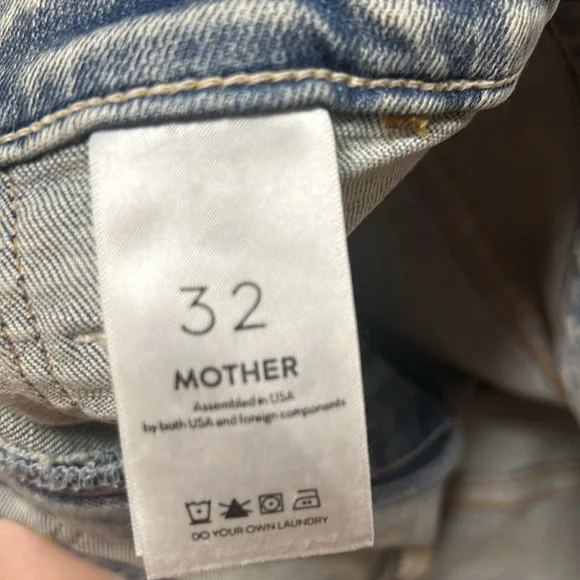 32
MOTHER
Assembled in USA
by both USA and foreign components
DO YOUR OWN LAUNDRY